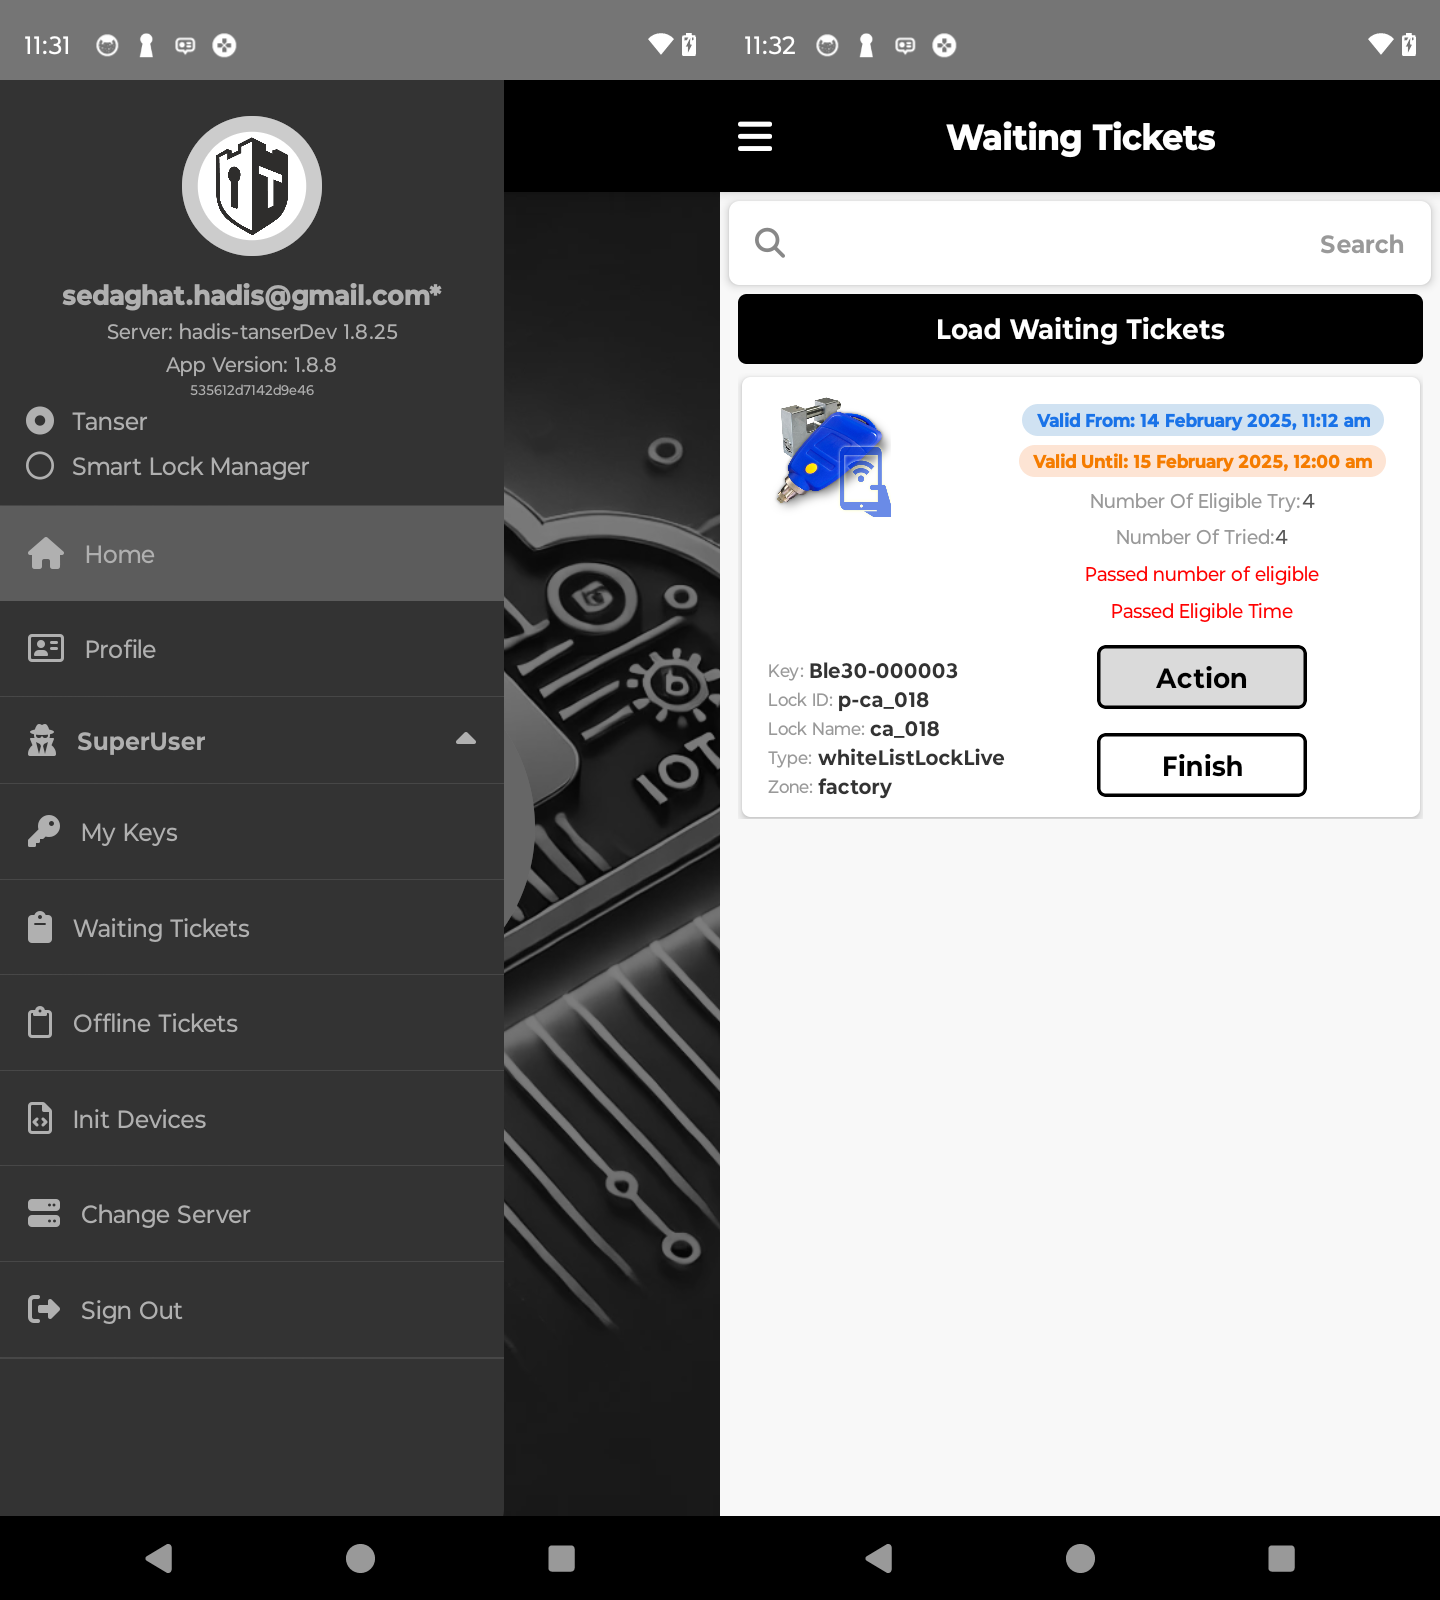 11:31
sedaghat.hadis@gmail.com*
Server: hadis-tanserDev 1.8.25
App Version: 1.8.8
535612d7142d9e46
Tanser
Smart Lock Manager
Home
Profile
SuperUser
My Keys
Waiting Tickets
Offline Tickets
Init Devices
Change Server
Sign Out
IOT
11:32
Waiting Tickets
Search
Load Waiting Tickets
Valid From: 14 February 2025, 11:12 am
Valid Until: 15 February 2025, 12:00 am
Number Of Eligible Try:4
Number Of Tried:4
Passed number of eligible
Passed Eligible Time
Key: Ble30-000003
Lock ID: p-ca_018
Lock Name: ca_018
Type: whiteListLockLive
Zone: factory
Action
Finish